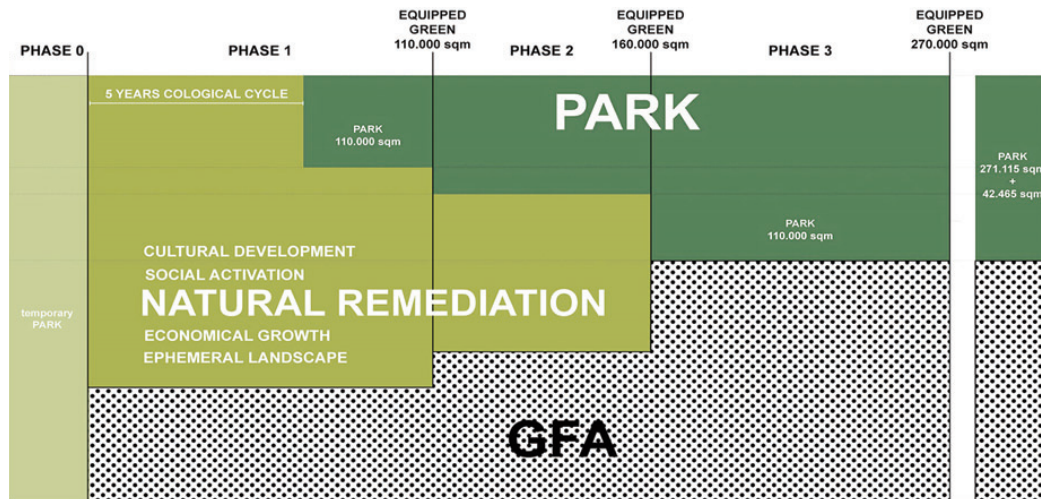 PHASE 0
PHASE 1
EQUIPPED
GREEN
110.000 sqm
PHASE 2
EQUIPPED
GREEN
160.000 sqm
PHASE 3
EQUIPPED
GREEN
270.000 sqm
5 YEARS COLOGICAL CYCLE
PARK
PARK
110.000 sqm
PARK
271.115 sqm
+
42.465 sqm
PARK
110.000 sqm
CULTURAL DEVELOPMENT
SOCIAL ACTIVATION
NATURAL REMEDIATION
temporary
PARK
ECONOMICAL GROWTH
EPHEMERAL LANDSCAPE
GFA